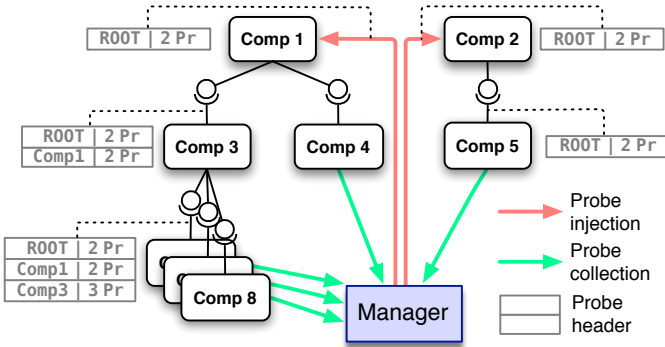 ROOT | 2 Pr
Comp 1
Comp 2
ROOT | 2 Pr
ROOT | 2 Pr
Comp1 | 2 Pr
Comp 3
Comp 4
Comp 5
ROOT | 2 Pr
Probe
injection
ROOT | 2 Pr
Comp1 | 2 Pr
Comp3 | 3 Pr
Comp 8
Manager
Probe
collection
Probe
header